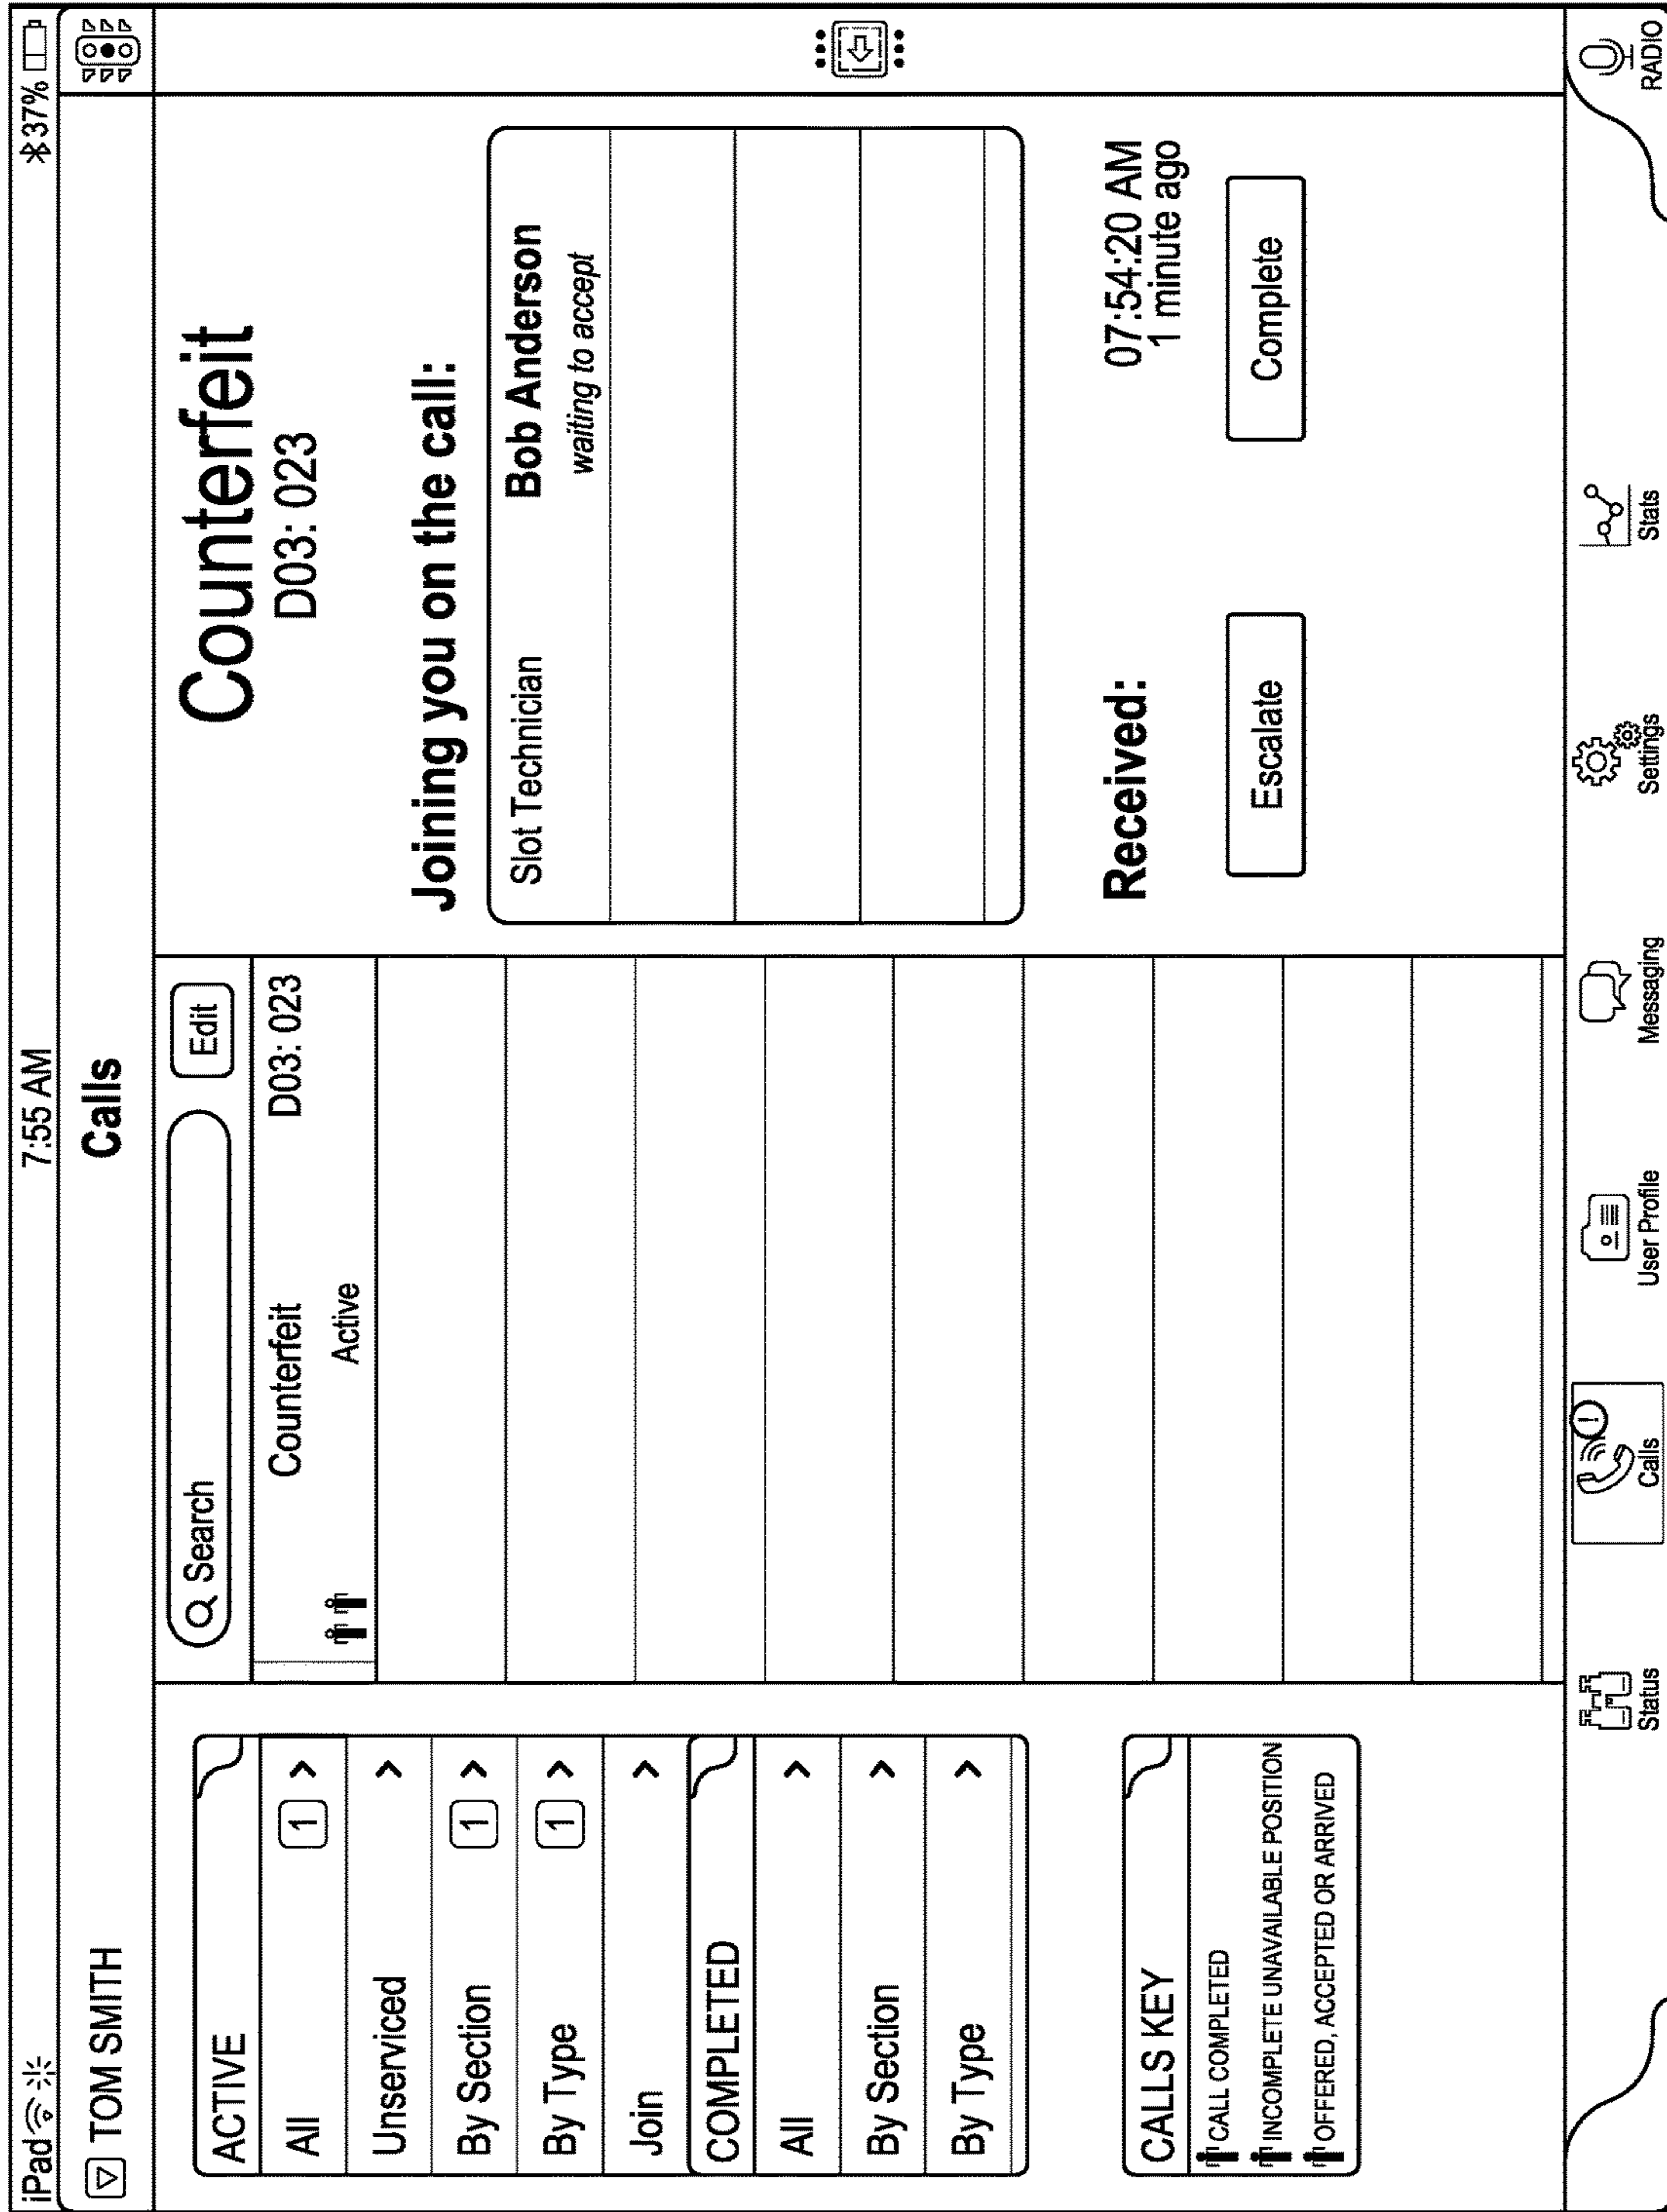 iPad 7:55 AM 37%
TOM SMITH Calls
ACTIVE
All 1 >
Unserviced >
By Section 1 >
By Type 1 >
Join >
COMPLETED
All >
By Section >
By Type >
CALLS KEY
CALL COMPLETED
INCOMPLETE UNAVAILABLE POSITION
OFFERED, ACCEPTED OR ARRIVED
Search Edit
Counterfeit D03: 023
Active
Counterfeit
D03: 023
Joining you on the call:
Slot Technician Bob Anderson
waiting to accept
Received: 07:54:20 AM
1 minute ago
Escalate Complete
Status Calls ! User Profile Messaging Settings Stats RADIO